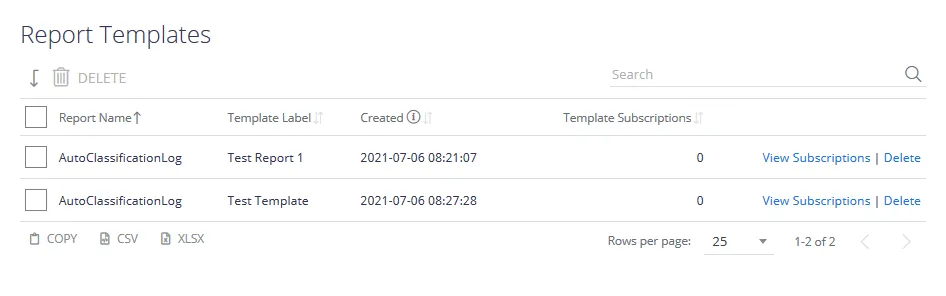 Report Templates
DELETE
Search
Report Name Template Label Created Template Subscriptions
AutoClassificationLog Test Report 1 2021-07-06 08:21:07 0 View Subscriptions | Delete
AutoClassificationLog Test Template 2021-07-06 08:27:28 0 View Subscriptions | Delete
COPY CSV XLSX Rows per page: 25 1-2 of 2